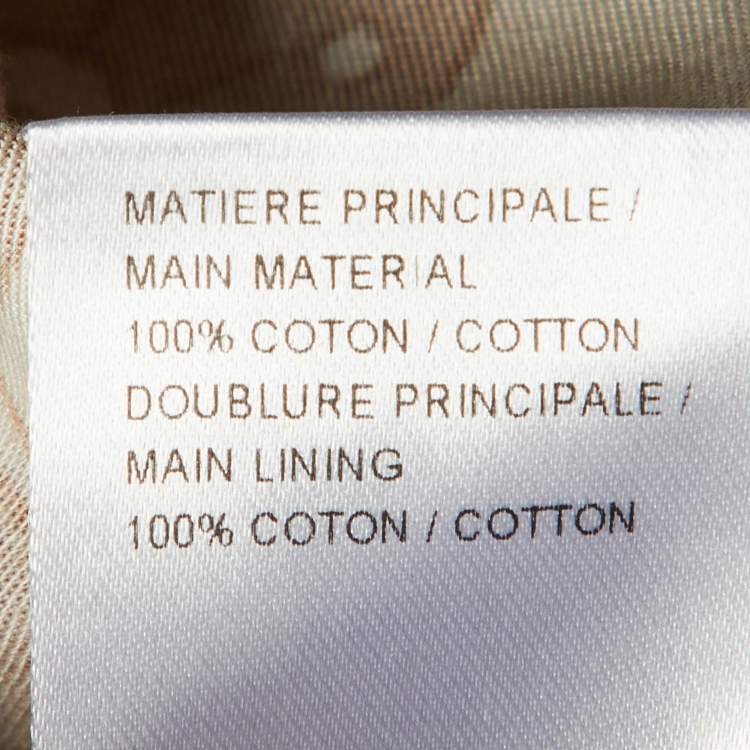 MATIERE PRINCIPALE /
MAIN MATERIAL
100% COTON / COTTON
DOUBLURE PRINCIPALE /
MAIN LINING
100% COTON / COTTON